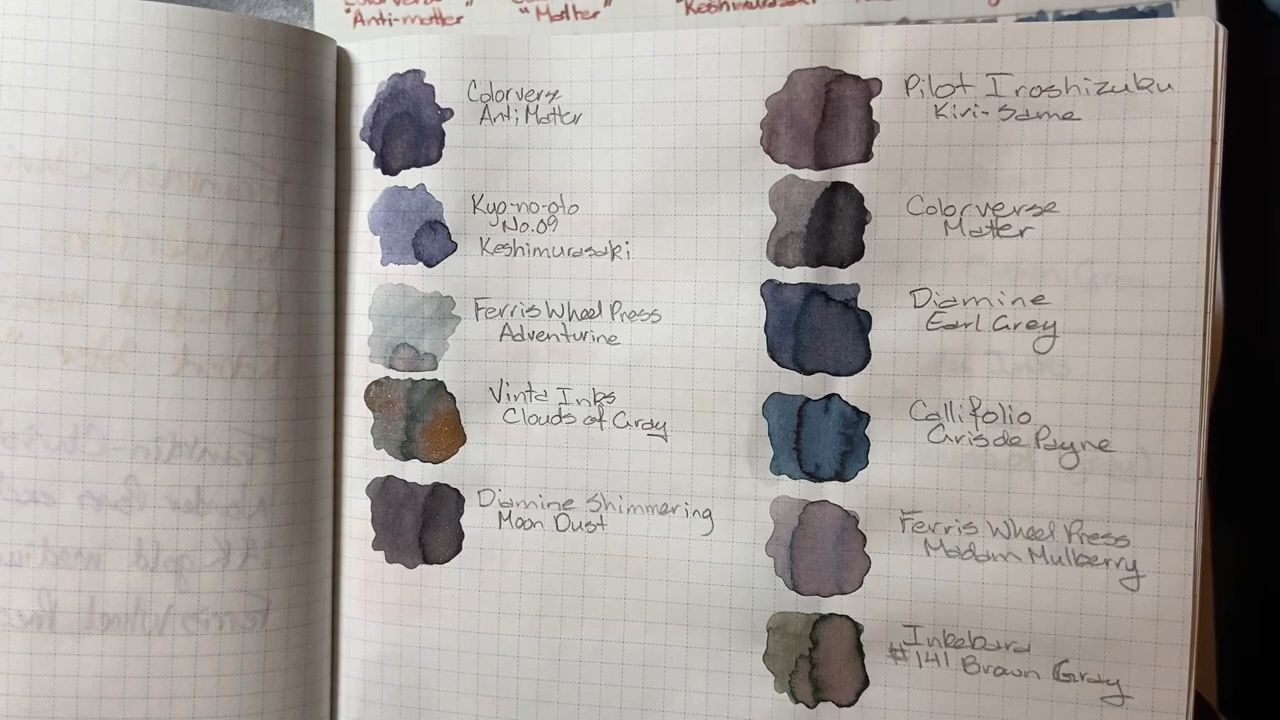 "Anti-matter
"Matter"
"Keshimurasaki
Colorverse
Anti Matter
Kyo-no-oto
No.09
Keshimurasaki
Ferris Wheel Press
Adventurine
Vinta Inks
Clouds of Gray
Diamine Shimmering
Moon Dust
Pilot Iroshizuku
Kiri-Same
Colorverse
Matter
Diamine
Earl Grey
Callifolio
Gris de Payne
Ferris Wheel Press
Madam Mulberry
Inkebara
#141 Brown Gray